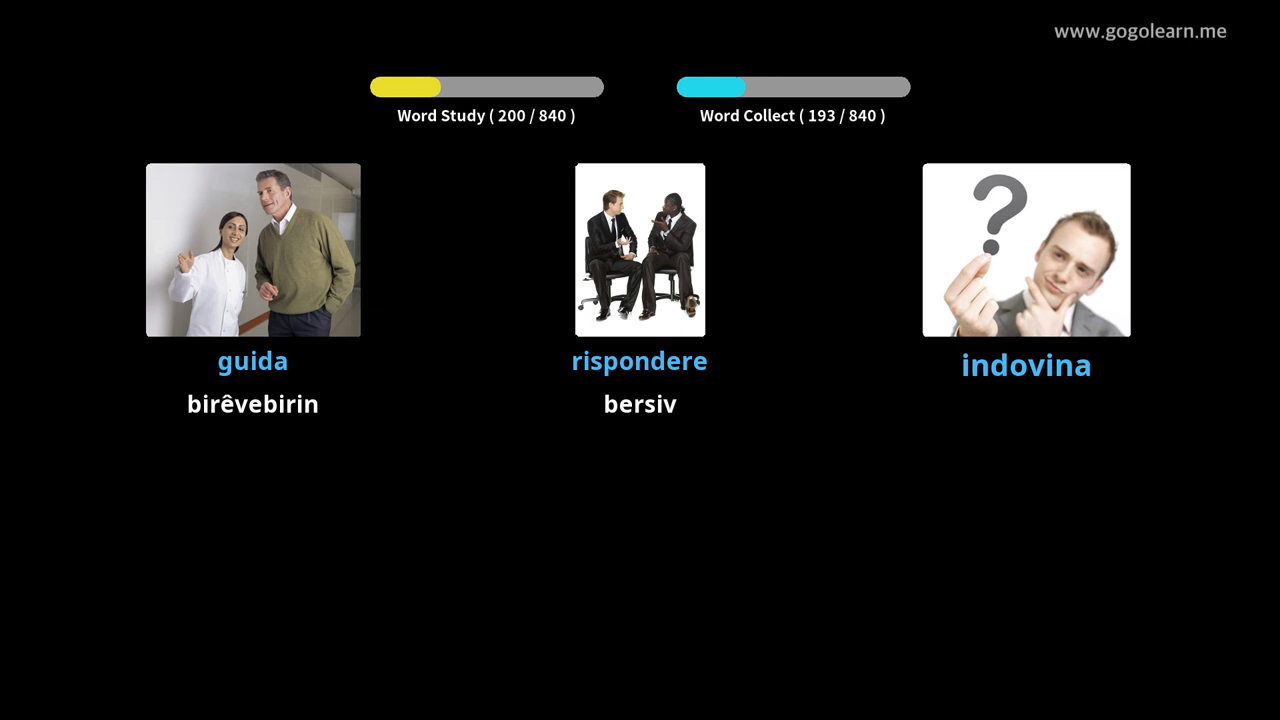 www.gogolearn.me
Word Study ( 200 / 840 )
Word Collect ( 193 / 840 )
guida
rispondere
indovina
birêvebirin
bersiv